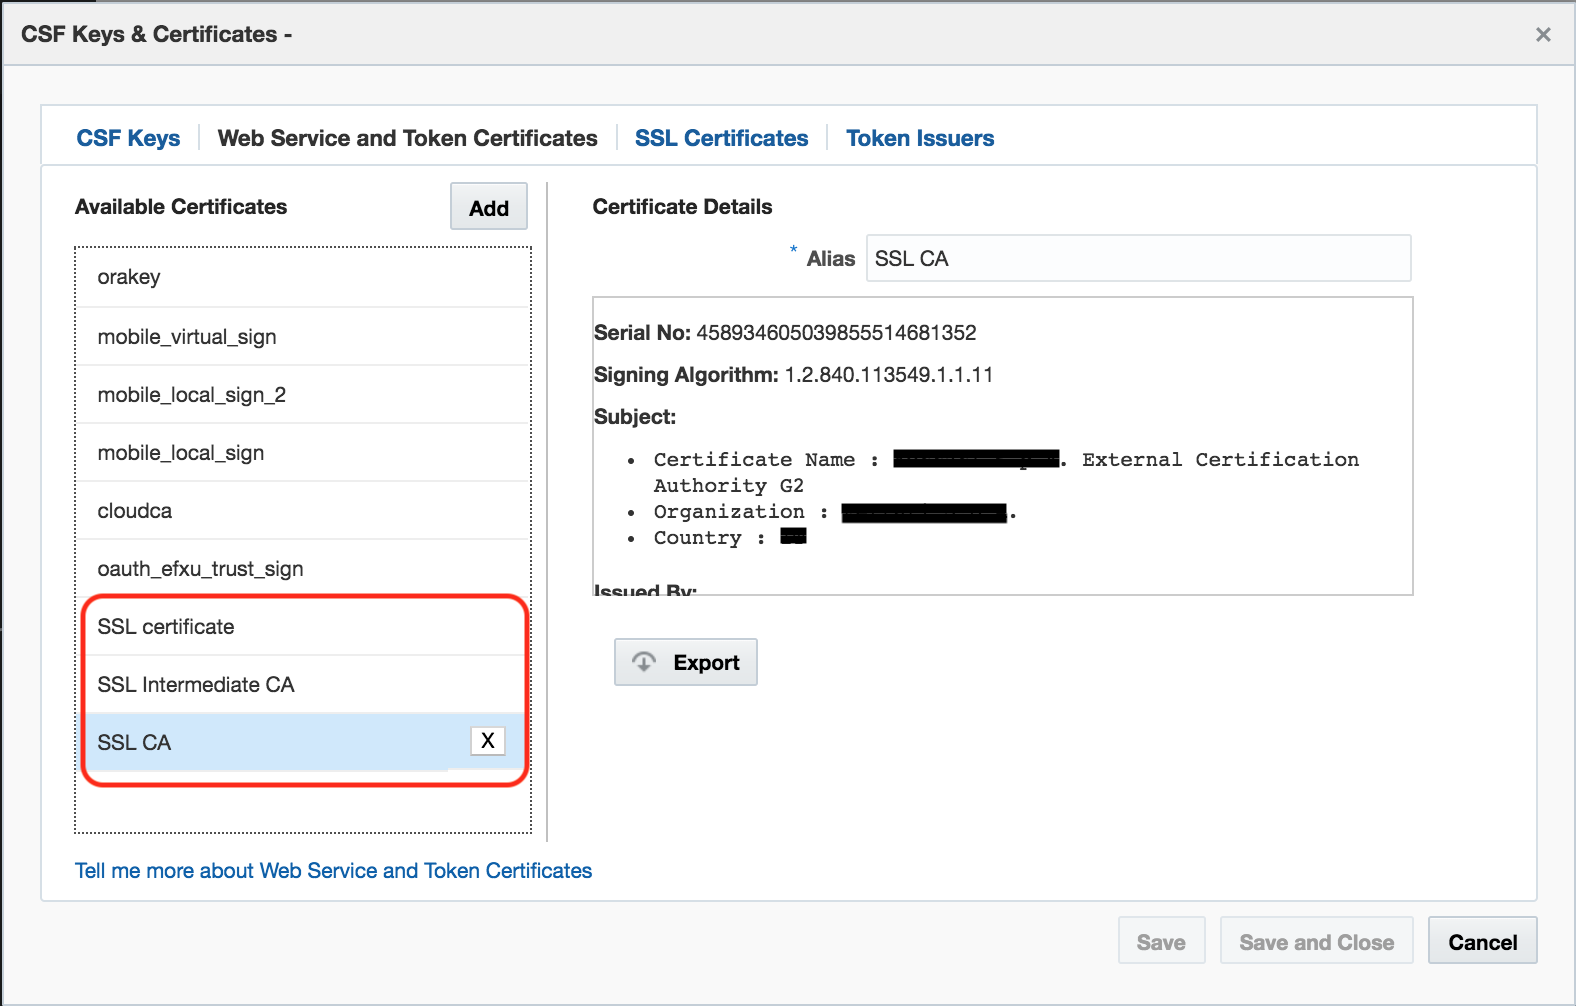 CSF Keys & Certificates -
×
CSF Keys
Web Service and Token Certificates
SSL Certificates
Token Issuers
Available Certificates
Add
orakey
mobile_virtual_sign
mobile_local_sign_2
mobile_local_sign
cloudca
oauth_efxu_trust_sign
SSL certificate
SSL Intermediate CA
SSL CA
X
Tell me more about Web Service and Token Certificates
Certificate Details
* Alias
SSL CA
Serial No: 458934605039855514681352
Signing Algorithm: 1.2.840.113549.1.1.11
Subject:
• Certificate Name : . External Certification
Authority G2
• Organization : .
• Country :
Issued By:
Export
Save
Save and Close
Cancel